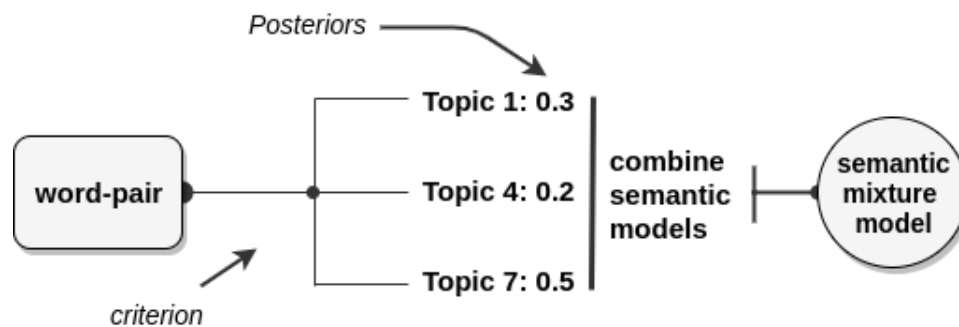 Posteriors
Topic 1: 0.3
word-pair
Topic 4: 0.2
Topic 7: 0.5
combine
semantic
models
semantic
mixture
model
criterion